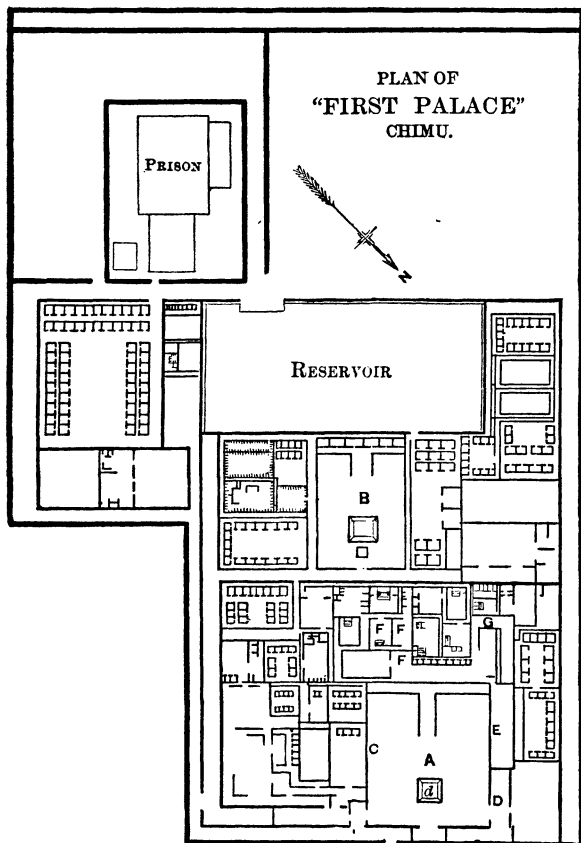 PLAN OF
“FIRST PALACE”
CHIMU.
PRISON
N
RESERVOIR
B
G
F F
F
E
C
A
d
D